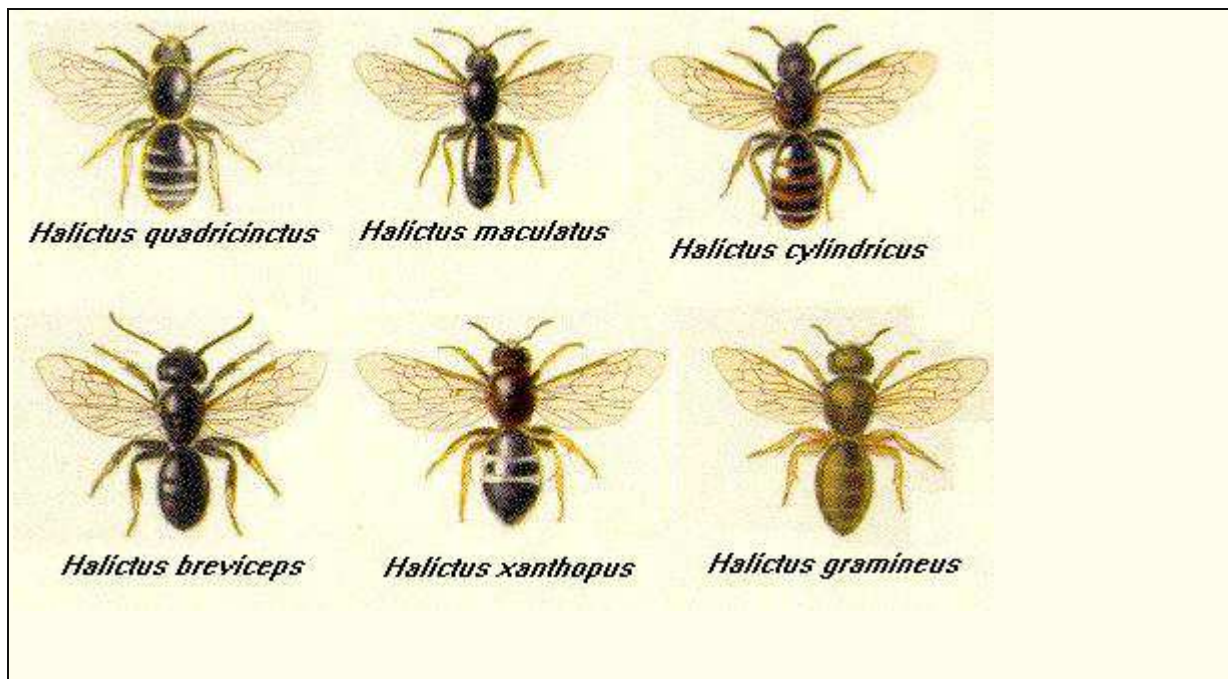 Halictus quadricinctus
Halictus maculatus
Halictus cylindricus
Halictus breviceps
Halictus xanthopus
Halictus gramineus